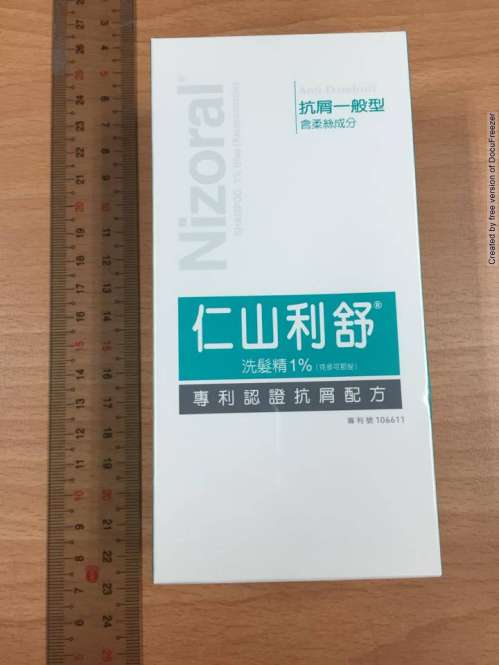 Anti-Dandruff
抗屑一般型
含柔絲成分
Nizoral®
SHAMPOO 1%
仁山利舒®
洗髮精1%
專利認證抗屑配方
專利號 106611
Created by free version of DocuFreezer